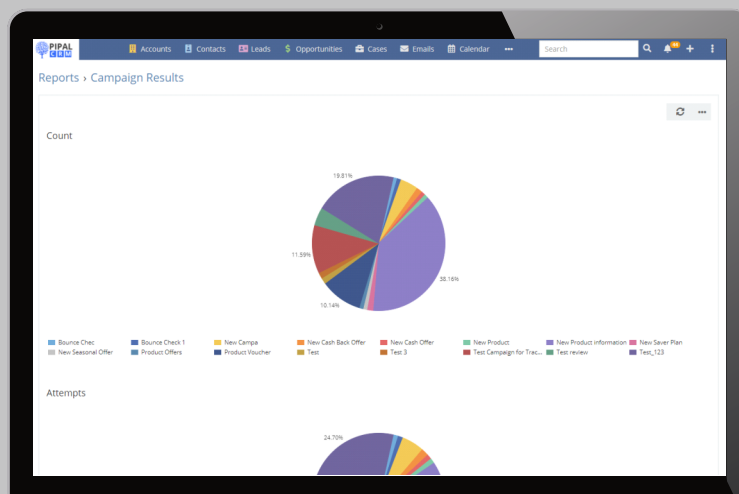 PIPAL
CRM
Accounts Contacts Leads Opportunities Cases Emails Calendar Search
Reports › Campaign Results
Count
19.81%
11.59%
38.16%
10.14%
Bounce Chec Bounce Check 1 New Campa New Cash Back Offer New Cash Offer New Product New Product information New Saver Plan
New Seasonal Offer Product Offers Product Voucher Test Test 3 Test Campaign for Trac... Test review Test_123
Attempts
24.70%